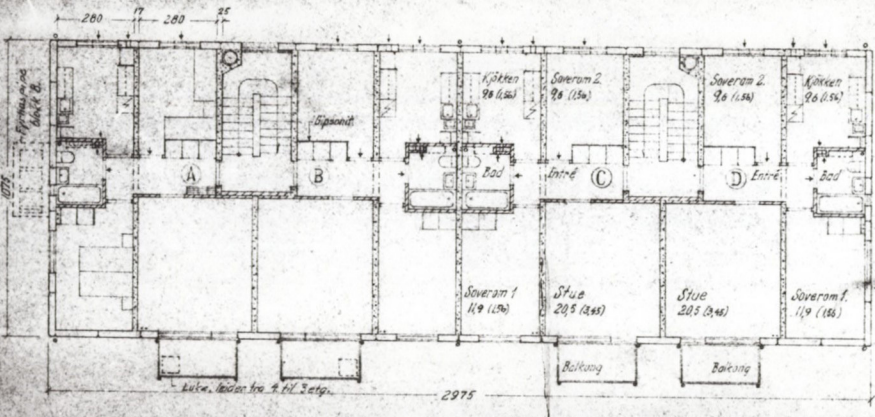 280 17 280 25
Kjökken
9,6 (1,56)
Soverom 2
9,6 (1,56)
Soverom 2
9,6 (1,56)
Kjökken
9,6 (1,56)
blokk B.
Gipsonit
1075
A
B
Bad
Entré
C
D
Entré
Bad
Soverom 1
11,9 (1,56)
Stue
20,5 (3,45)
Stue
20,5 (3,45)
Soverom 1.
11,9 (1,56)
Balkong
Balkong
Luke, leider fra 4. til 3 etg.
2975